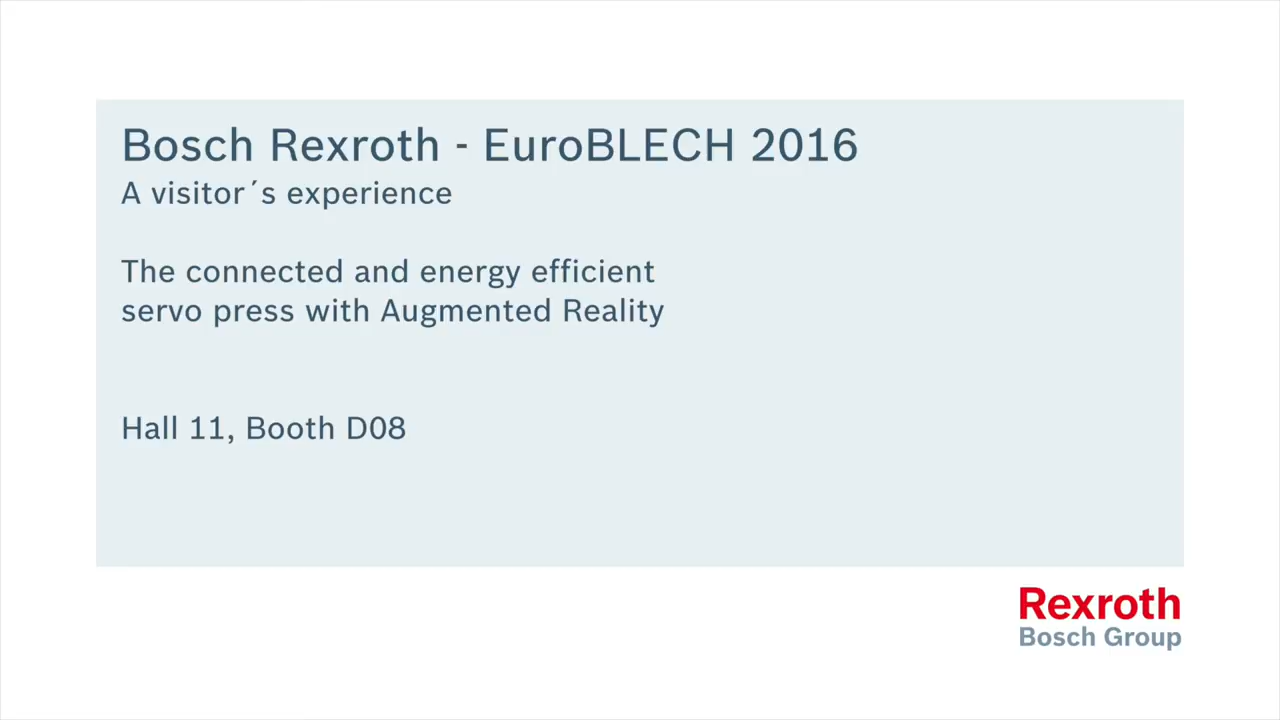 Bosch Rexroth - EuroBLECH 2016
A visitor´s experience
The connected and energy efficient
servo press with Augmented Reality
Hall 11, Booth D08
Rexroth
Bosch Group